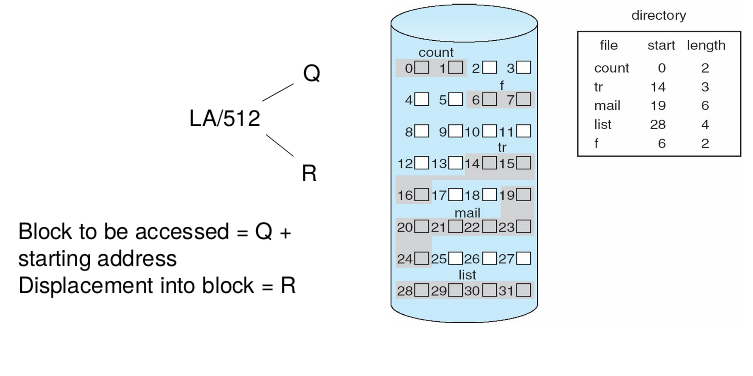 Q
LA/512
R
Block to be accessed = Q +
starting address
Displacement into block = R
count
0 1 2 3
f
4 5 6 7
8 9 10 11
tr
12 13 14 15
16 17 18 19
mail
20 21 22 23
24 25 26 27
list
28 29 30 31
directory
file start length
count 0 2
tr 14 3
mail 19 6
list 28 4
f 6 2